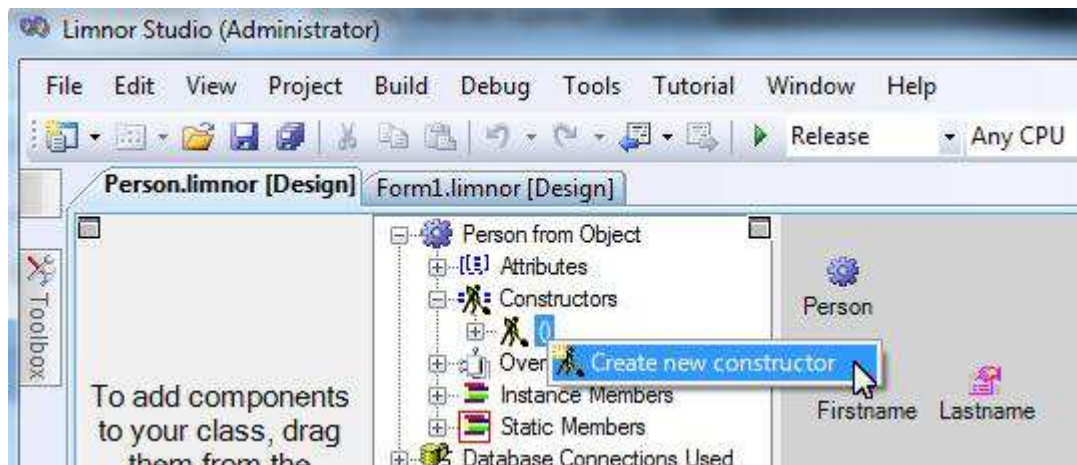 Limnor Studio (Administrator)
File Edit View Project Build Debug Tools Tutorial Window Help
Release Any CPU
Person.limnor [Design] Form1.limnor [Design]
Toolbox
To add components
to your class, drag
them from the
Person from Object
Attributes
Constructors
()
Over
Create new constructor
Instance Members
Static Members
Database Connections Used
Person
Firstname Lastname